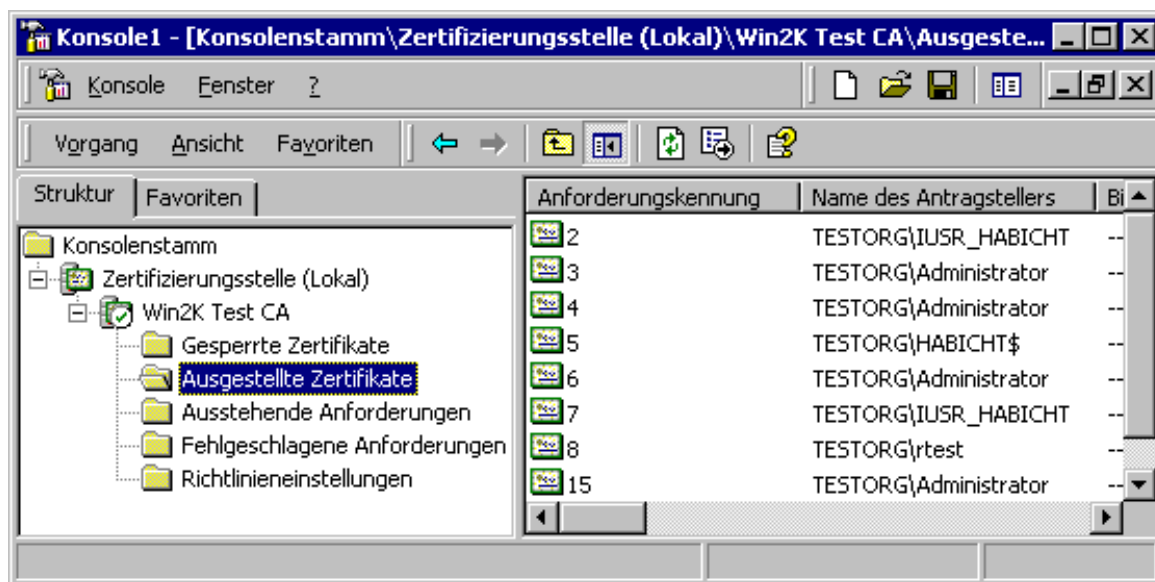 Konsole1 - [Konsolenstamm\Zertifizierungsstelle (Lokal)\Win2K Test CA\Ausgeste...
Konsole Fenster ?
Vorgang Ansicht Favoriten
Struktur Favoriten
Konsolenstamm
Zertifizierungsstelle (Lokal)
Win2K Test CA
Gesperrte Zertifikate
Ausgestellte Zertifikate
Ausstehende Anforderungen
Fehlgeschlagene Anforderungen
Richtlinieneinstellungen
Anforderungskennung Name des Antragstellers Bi
2 TESTORG\IUSR_HABICHT --
3 TESTORG\Administrator --
4 TESTORG\Administrator --
5 TESTORG\HABICHT$ --
6 TESTORG\Administrator --
7 TESTORG\IUSR_HABICHT --
8 TESTORG\rtest --
15 TESTORG\Administrator --